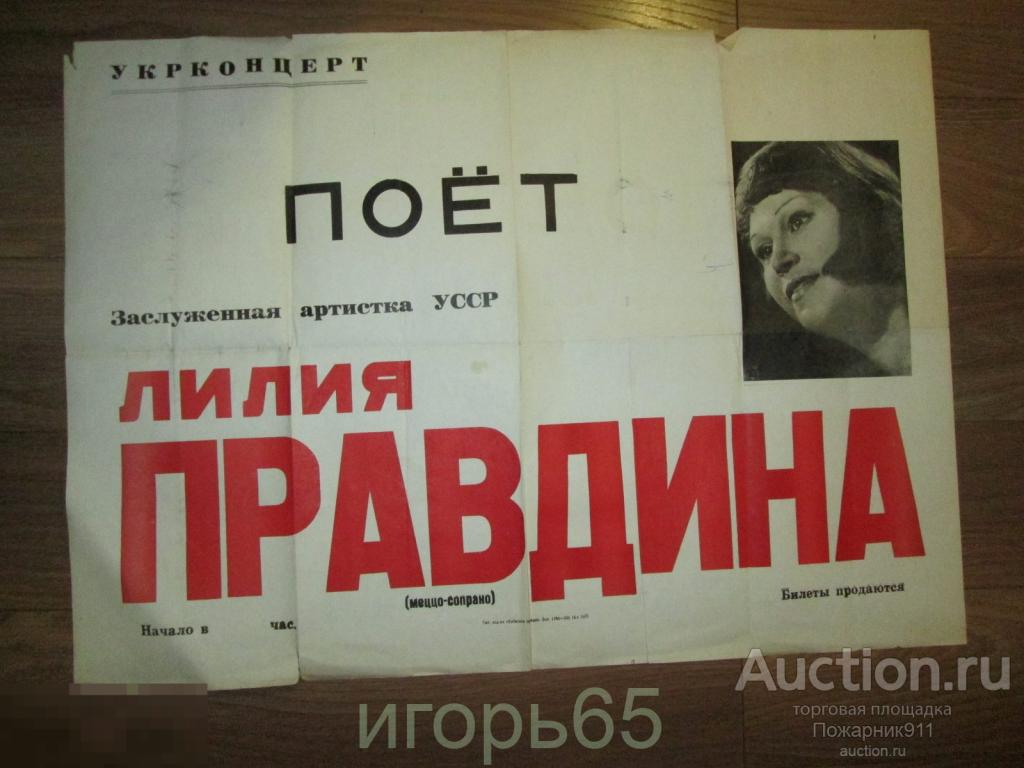 УКРКОНЦЕРТ
ПОЁТ
Заслуженная артистка УССР
ЛИЛИЯ
ПРАВДИНА
(меццо-сопрано)
Билеты продаются
Начало в час.
Auction.ru
торговая площадка
Пожарник911
auction.ru
игорь65